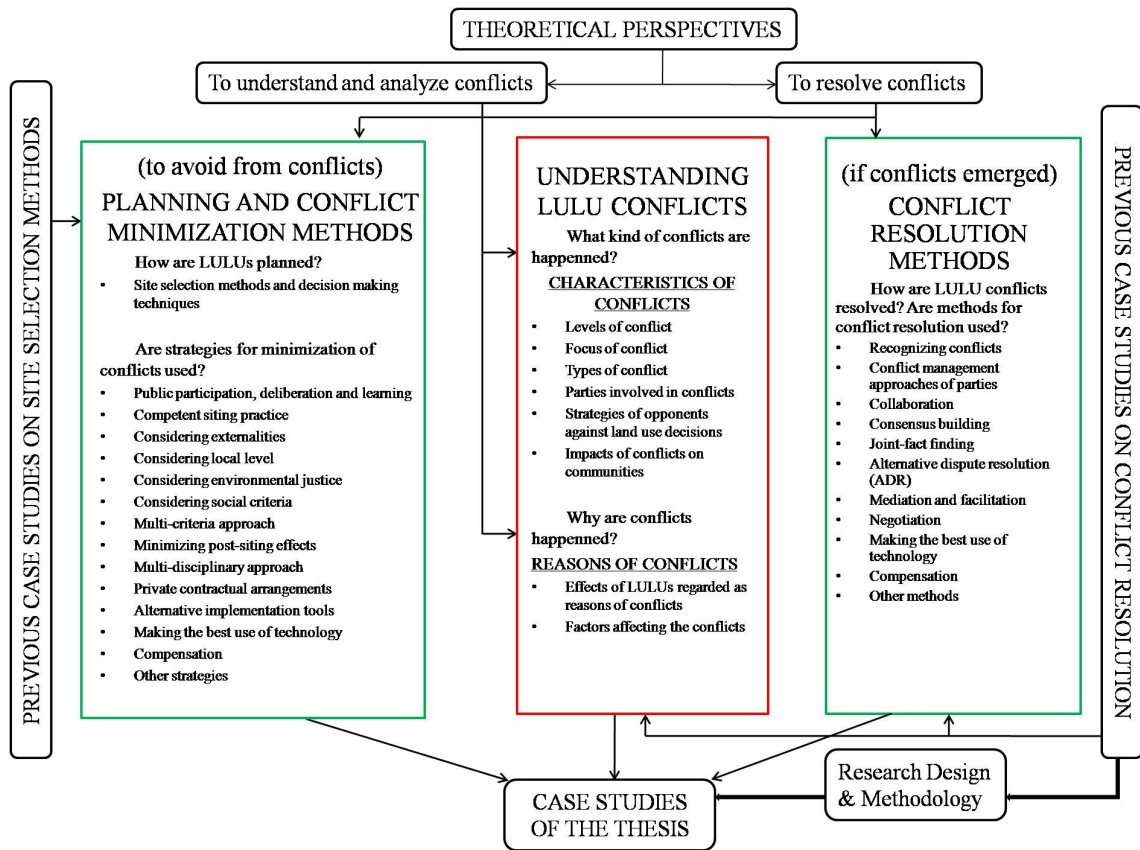 THEORETICAL PERSPECTIVES
To understand and analyze conflicts
To resolve conflicts
PREVIOUS CASE STUDIES ON SITE SELECTION METHODS
(to avoid from conflicts)
PLANNING AND CONFLICT
MINIMIZATION METHODS
How are LULUs planned?
• Site selection methods and decision making
techniques
Are strategies for minimization of
conflicts used?
• Public participation, deliberation and learning
• Competent siting practice
• Considering externalities
• Considering local level
• Considering environmental justice
• Considering social criteria
• Multi-criteria approach
• Minimizing post-siting effects
• Multi-disciplinary approach
• Private contractual arrangements
• Alternative implementation tools
• Making the best use of technology
• Compensation
• Other strategies
UNDERSTANDING
LULU CONFLICTS
What kind of conflicts are
happenned?
CHARACTERISTICS OF
CONFLICTS
• Levels of conflict
• Focus of conflict
• Types of conflict
• Parties involved in conflicts
• Strategies of opponents
against land use decisions
• Impacts of conflicts on
communities
Why are conflicts
happenned?
REASONS OF CONFLICTS
• Effects of LULUs regarded as
reasons of conflicts
• Factors affecting the conflicts
(if conflicts emerged)
CONFLICT
RESOLUTION
METHODS
How are LULU conflicts
resolved? Are methods for
conflict resolution used?
• Recognizing conflicts
• Conflict management
approaches of parties
• Collaboration
• Consensus building
• Joint-fact finding
• Alternative dispute resolution
(ADR)
• Mediation and facilitation
• Negotiation
• Making the best use of
technology
• Compensation
• Other methods
PREVIOUS CASE STUDIES ON CONFLICT RESOLUTION
Research Design
& Methodology
CASE STUDIES
OF THE THESIS